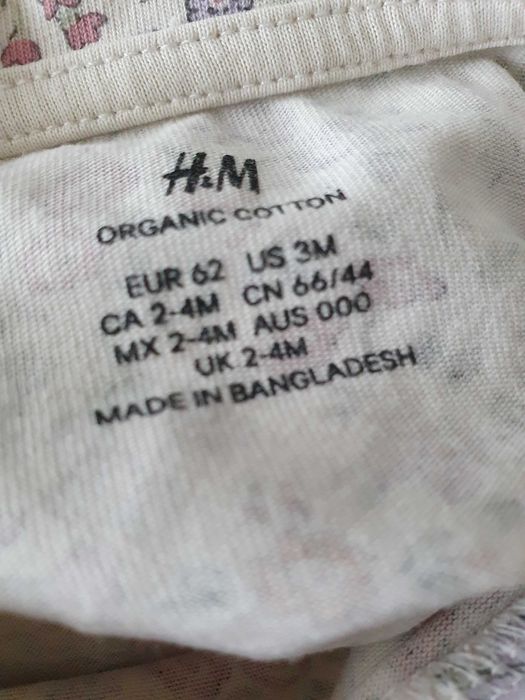 H&M
ORGANIC COTTON
EUR 62 US 3M
CA 2-4M CN 66/44
MX 2-4M AUS 000
UK 2-4M
MADE IN BANGLADESH